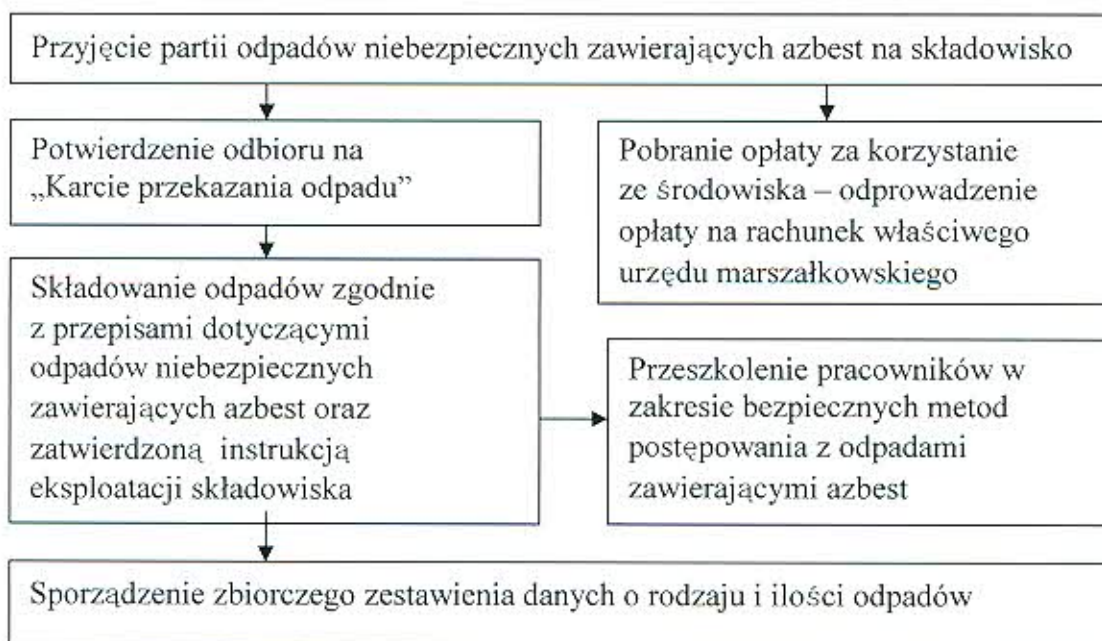 Przyjęcie partii odpadów niebezpiecznych zawierających azbest na składowisko
Potwierdzenie odbioru na
„Karcie przekazania odpadu”
Pobranie opłaty za korzystanie
ze środowiska – odprowadzenie
opłaty na rachunek właściwego
urzędu marszałkowskiego
Składowanie odpadów zgodnie
z przepisami dotyczącymi
odpadów niebezpiecznych
zawierających azbest oraz
zatwierdzoną instrukcją
eksploatacji składowiska
Przeszkolenie pracowników w
zakresie bezpiecznych metod
postępowania z odpadami
zawierającymi azbest
Sporządzenie zbiorczego zestawienia danych o rodzaju i ilości odpadów